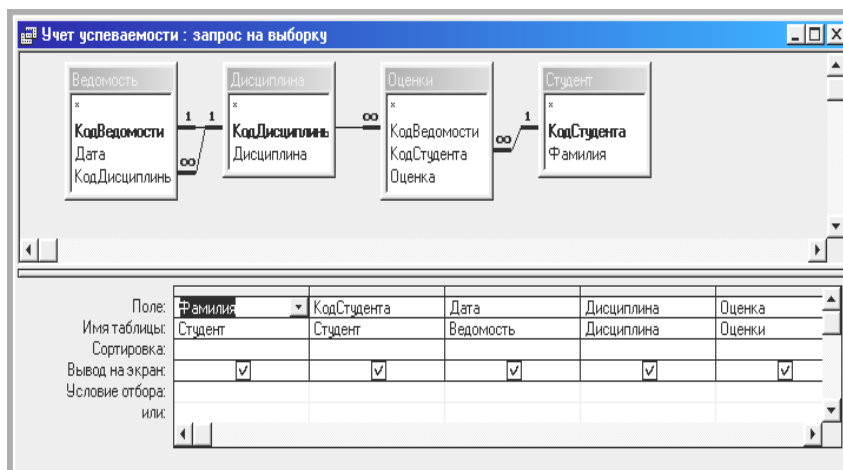 Учет успеваемости : запрос на выборку
Ведомость
*
КодВедомости
Дата
КодДисциплинь
Дисциплина
*
КодДисциплинь
Дисциплина
Оценки
*
КодВедомости
КодСтудента
Оценка
Студент
*
КодСтудента
Фамилия
1 1 ∞ 1
∞ ∞
Поле: Фамилия КодСтудента Дата Дисциплина Оценка
Имя таблицы: Студент Студент Ведомость Дисциплина Оценки
Сортировка:
Вывод на экран:
Условие отбора:
или: